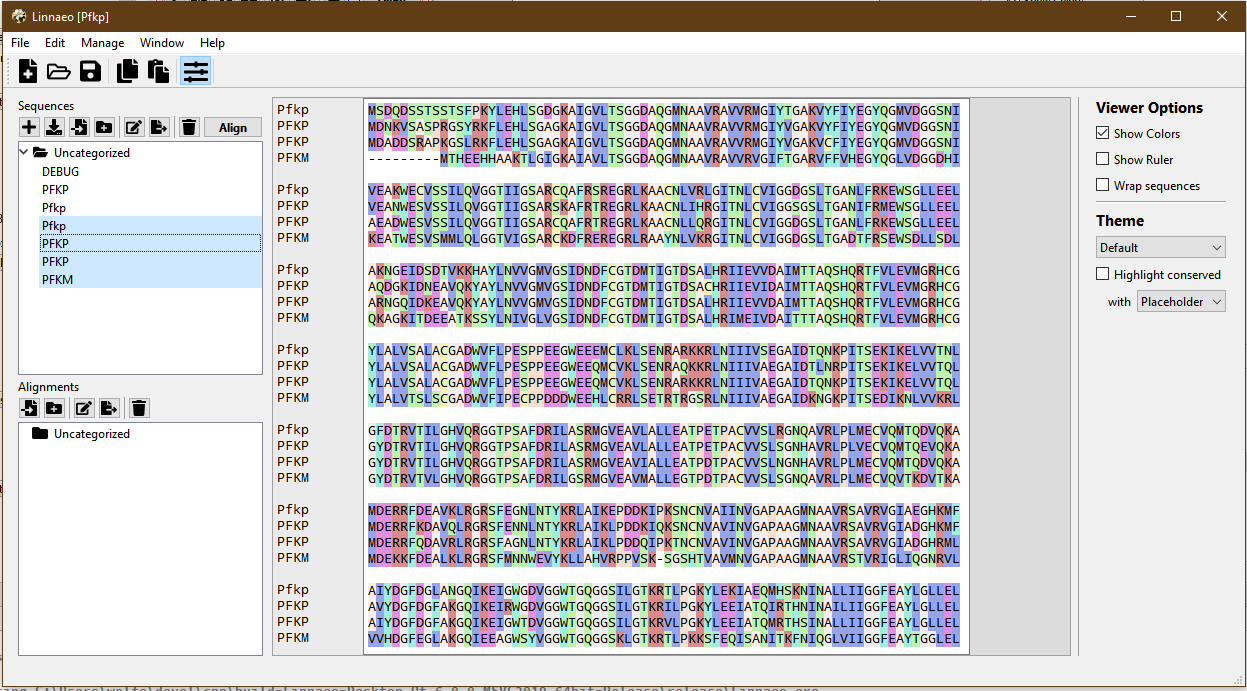 Linnaeo [Pfkp]
File Edit Manage Window Help
Sequences
Align
Uncategorized
DEBUG
PFKP
Pfkp
Pfkp
PFKP
PFKP
PFKM
Alignments
Uncategorized
Pfkp MSDQDSSTSSTSFPKYLEHLSGDGKAIGVLTSGGDAQGMNAAVRAVVRMGIYTGAKVYFIYEGYQGMVDGGSNI
PFKP MDNKVSASPRGSYRKFLEHLSGAGKAIGVLTSGGDAQGMNAAVRAVVRMGIYVGAKVYFIYEGYQGMVDGGSNI
PFKP MDADDSRAPKGSLRKFLEHLSGAGKAIGVLTSGGDAQGMNAAVRAVVRMGIYVGAKVCFIYEGYQGMVDGGSNI
PFKM ---------MTHEEHHAAKTLGIGKAIAVLTSGGDAQGMNAAVRAVVRVGIFTGARVFFVHEGYQGLVDGGDHI
Pfkp VEAKWECVSSILQVGGTIIGSARCQAFRSREGRLKAACNLVRLGITNLCVIGGDGSLTGANLFRKEWSGLLEEL
PFKP VEANWESVSSILQVGGTIIGSARSKAFRTREGRLKAACNLIHLGITNLCVIGGSGSLTGANIFRMEWSGLLEEL
PFKP AEADWESVSSILQVGGTIIGSARCQAFRTREGRLKAACNLLQRGITNLCVIGGDGSLTGANLFRKEWSGLLEEL
PFKM KEATWESVSMMLQLGGTVIGSARCKDFREREGRLRAAYNLVKRGITNLCVIGGDGSLTGADTFRSEWSDLLSDL
Pfkp AKNGEIDSDTVKKHAYLNVVGMVGSIDNDFCGTDMTIGTDSALHRIIEVVDAIMTTAQSHQRTFVLEVMGRHCG
PFKP AQDGKIDNEAVQKYAYLNVVGMVGSIDNDFCGTDMTIGTDSACHRIIEVVDAIMTTAQSHQRTFVLEVMGRHCG
PFKP ARNGQIDKEAVQKYAYLNVVGMVGSIDNDFCGTDMTIGTDSALHRIIEVVDAIMTTAQSHQRTFVLEVMGRHCG
PFKM QKAGKITDEEATKSSYLNIVGLVGSIDNDFCGTDMTIGTDSALHRIMEIVDAITTTAQSHQRTFVLEVMGRHCG
Pfkp YLALVSALACGADWVFLPESPPEEGWEEEMCLKLSENRARKKRLNIIIVSEGAIDTQNKPITSEKIKELVVTNL
PFKP YLALVSALACGADWVFLPESPPEEGWEEQMCVKLSENRAQKKRLNIIIVAEGAIDTLNRPITSEKIKELVVTQL
PFKP YLALVSALACGADWVFLPESPPEEGWEEQMCVKLSENRARKKRLNIIIVAEGAIDTQNKPITSEKIKELVVTQL
PFKM YLALVTSLSCGADWVFIPECPPDDDWEEHLCRRLSETRTRGSRLNIIIVAEGAIDKNGKPITSEDIKNLVVKRL
Pfkp GFDTRVTILGHVQRGGTPSAFDRILASRMGVEAVLALLEATPETPACVVSLRGNQAVRLPLMECVQMTQDVQKA
PFKP GYDTRVTILGHVQRGGTPSAFDRILASRMGVEAVLALLEATPDTPACVVSLSGNHAVRLPLVECVQMTQEVQKA
PFKP GYDTRVTILGHVQRGGTPSAFDRILASRMGVEAVIALLEATPDTPACVVSLNGNHAVRLPLMECVQMTQDVQKA
PFKM GYDTRVTVLGHVQRGGTPSAFDRILGSRMGVEAVMALLEGTPDTPACVVSLSGNQAVRLPLMECVQVTKDVTKA
Pfkp MDERRFDEAVKLRGRSFEGNLNTYKRLAIKEPDDKIPKSNCNVAIINVGAPAAGMNAAVRSAVRVGIAEGHKMF
PFKP MDERRFKDAVQLRGRSFENNLNTYKRLAIKLPDDKIQKSNCNVAVINVGAPAAGMNAAVRSAVRVGIADGHKMF
PFKP MDERRFQDAVRLRGRSFAGNLNTYKRLAIKLPDDQIPKTNCNVAVINVGAPAAGMNAAVRSAVRVGIADGHRML
PFKM MDEKKFDEALKLRGRSFMNNWEVYKLLAHVRPPVSK-SGSHTVAVMNVGAPAAGMNAAVRSTVRIGLIQGNRVL
Pfkp AIYDGFDGLANGQIKEIGWGDVGGWTGQGGSILGTKRTLPGKYLEKIAEQMHSKNINALLIIGGFEAYLGLLEL
PFKP AVYDGFDGFAKGQIKEIRWGDVGGWTGQGGSILGTKRILPGKYLEEIATQIRTHNINAILIIGGFEAYLGLLEL
PFKP AIYDGFDGFAKGQIKEIGWTDVGGWTGQGGSILGTKRVLPGKYLEEIATQMRTHSINALLIIGGFEAYLGLLEL
PFKM VVHDGFEGLAKGQIEEAGWSYVGGWTGQGGSKLGTKRTLPKKSFEQISANITKFNIQGLVIIGGFEAYTGGLEL
Viewer Options
Show Colors
Show Ruler
Wrap sequences
Theme
Default
Highlight conserved
with Placeholder